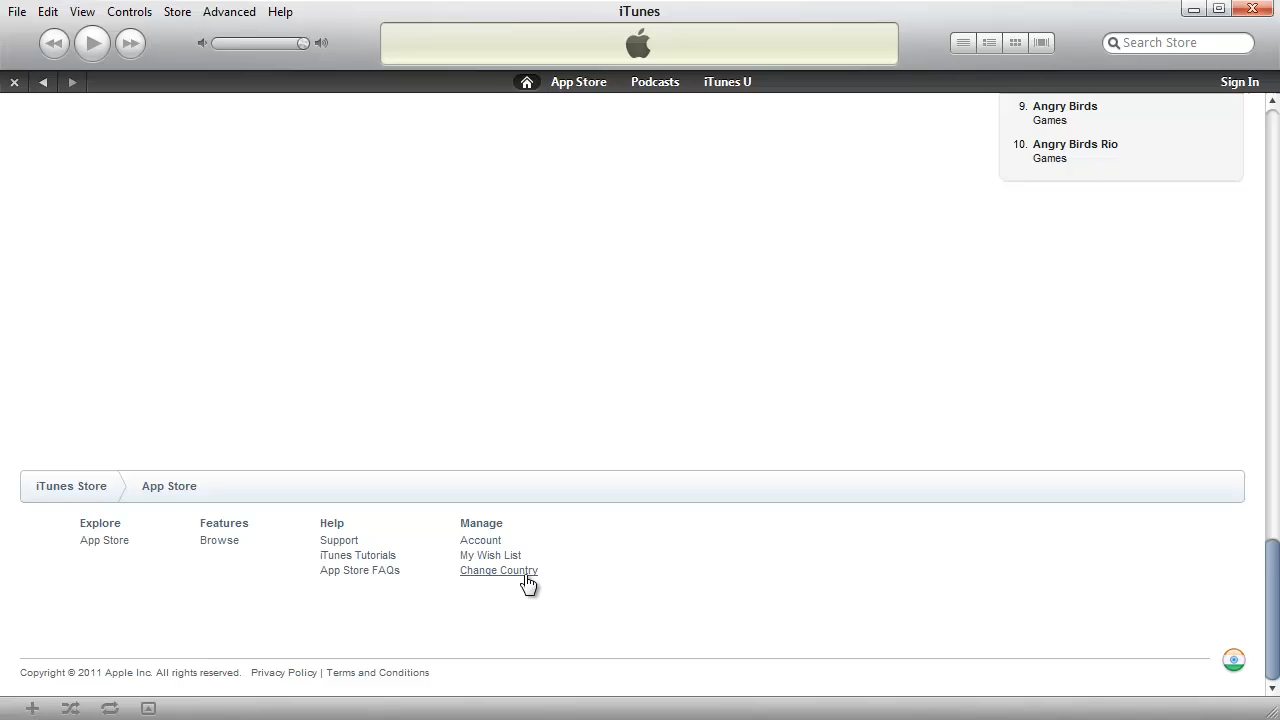 File Edit View Controls Store Advanced Help
iTunes
Search Store
App Store Podcasts iTunes U
Sign In
9. Angry Birds
Games
10. Angry Birds Rio
Games
iTunes Store App Store
Explore Features Help Manage
App Store Browse Support Account
iTunes Tutorials My Wish List
App Store FAQs Change Country
Copyright © 2011 Apple Inc. All rights reserved. Privacy Policy | Terms and Conditions